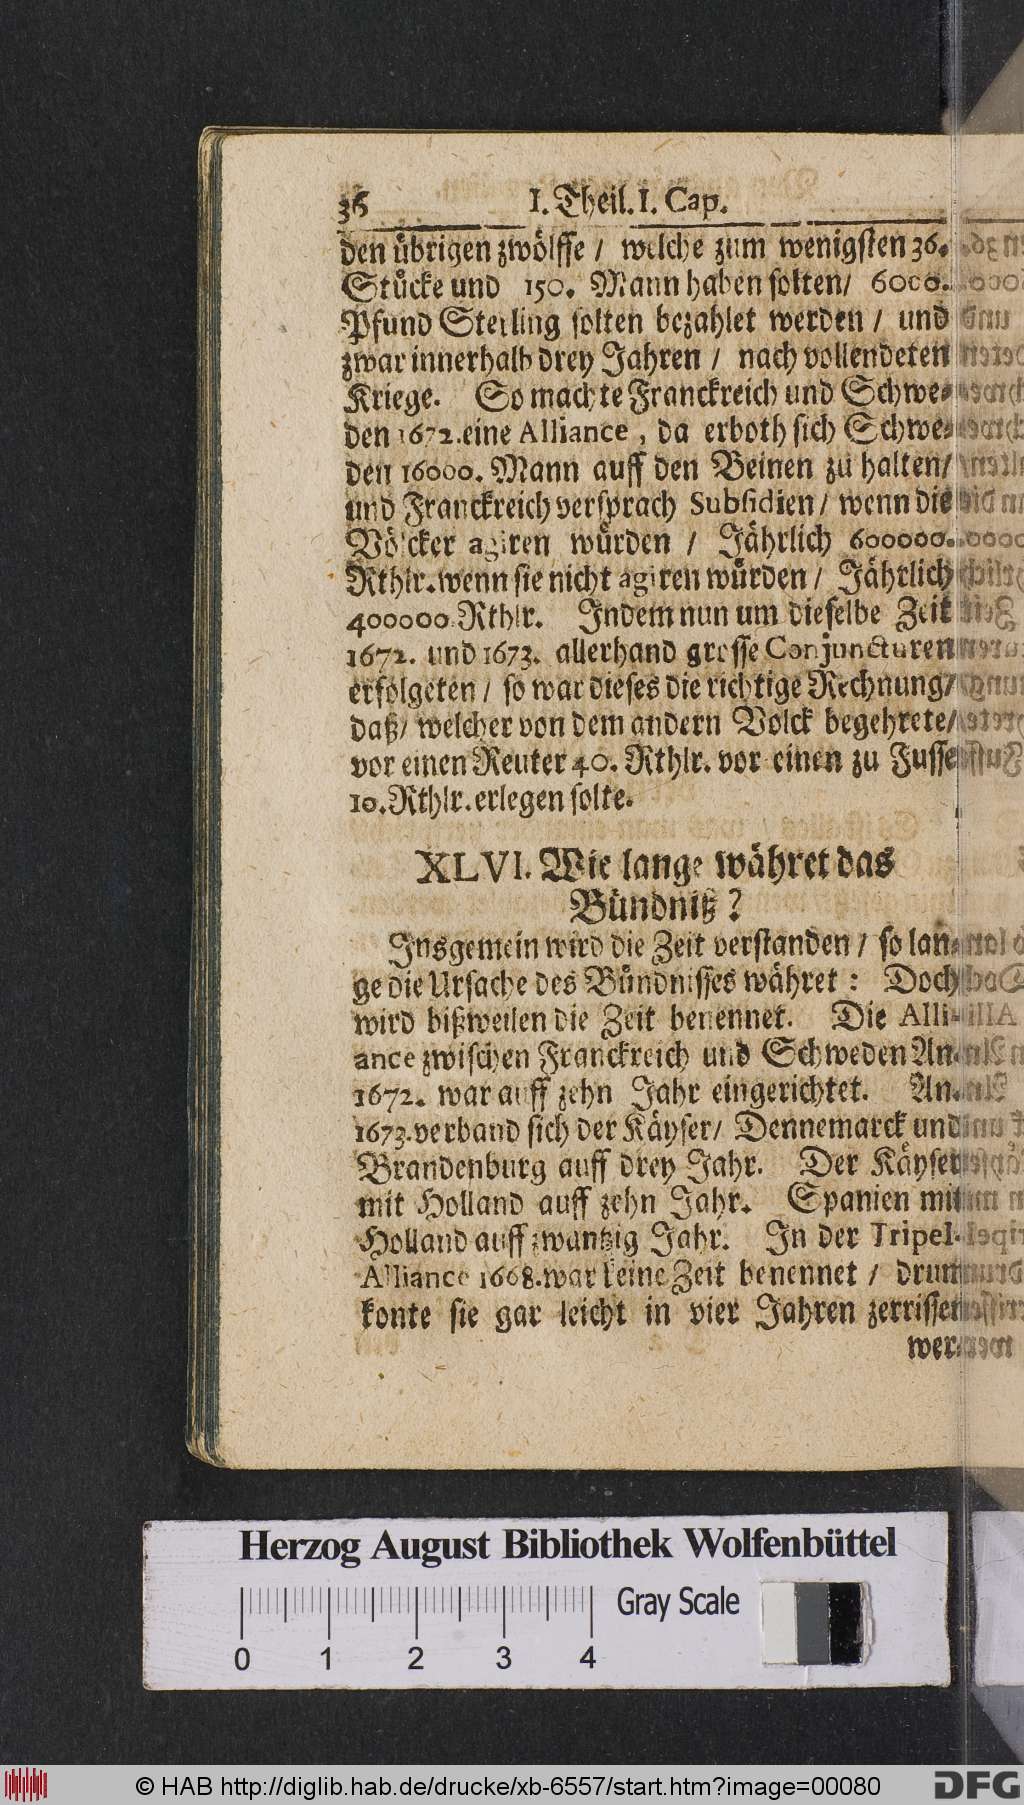 36 I. Theil. I. Cap.
den übrigen zwölffe / welche zum wenigsten 36.
Stücke und 150. Mann haben solten/ 6000.
Pfund Sterling solten bezahlet werden / und
zwar innerhalb drey Jahren / nach vollendeten
Kriege. So machte Franckreich und Schwe-
den 1672. eine Alliance, da erboth sich Schwe-
den 16000. Mann auff den Beinen zu halten/
und Franckreich versprach Subsidien / wenn die
Völcker agiren würden / Jährlich 600000.
Rthlr. wenn sie nicht agiren würden / Jährlich
400000. Rthlr. Indem nun um dieselbe Zeit
1672. und 1673. allerhand grosse Conjuncturen
erfolgeten / so war dieses die richtige Rechnung/
daß/ welcher von dem andern Volck begehrete/
vor einen Reuter 40. Rthlr. vor einen zu Fusse
10. Rthlr. erlegen solte.
XLVI. Wie lange währet das
Bündniß?
Insgemein wird die Zeit verstanden / so lan-
ge die Ursache des Bündnisses währet: Doch
wird bißweilen die Zeit benennet. Die Alli-
ance zwischen Franckreich und Schweden An.
1672. war auff zehn Jahr eingerichtet. An.
1673. verband sich der Käyser/ Dennemarck und
Brandenburg auff drey Jahr. Der Käyser
mit Holland auff zehn Jahr. Spanien mit
Holland auff zwantzig Jahr. In der Tripel-
Alliance 1668. war keine Zeit benennet / drum
konte sie gar leicht in vier Jahren zerrissen
wer-
Herzog August Bibliothek Wolfenbüttel
Gray Scale
0 1 2 3 4
© HAB http://diglib.hab.de/drucke/xb-6557/start.htm?image=00080
DFG